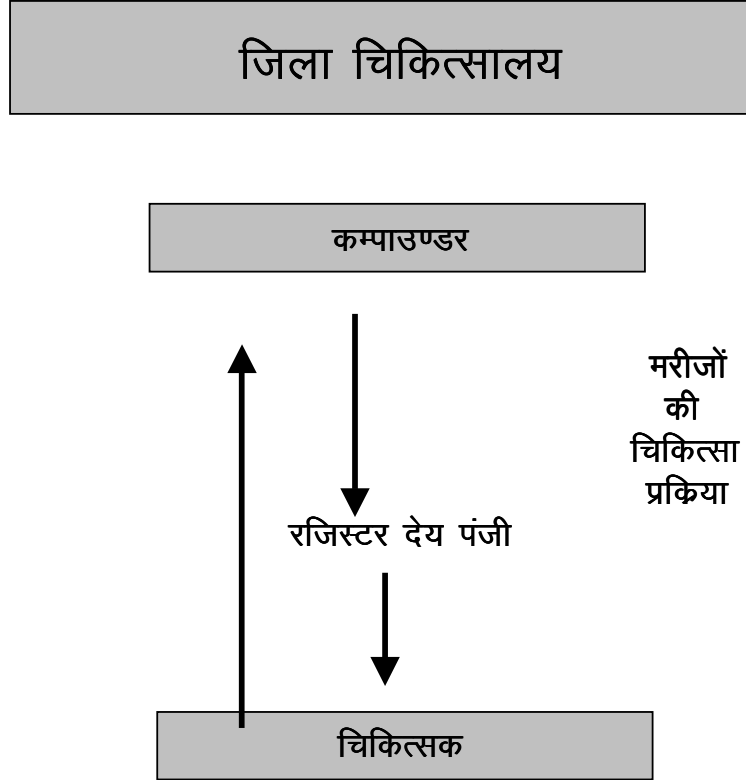 जिला चिकित्सालय
कम्पाउण्डर
मरीजों
की
चिकित्सा
प्रकिया
रजिस्टर देय पंजी
चिकित्सक